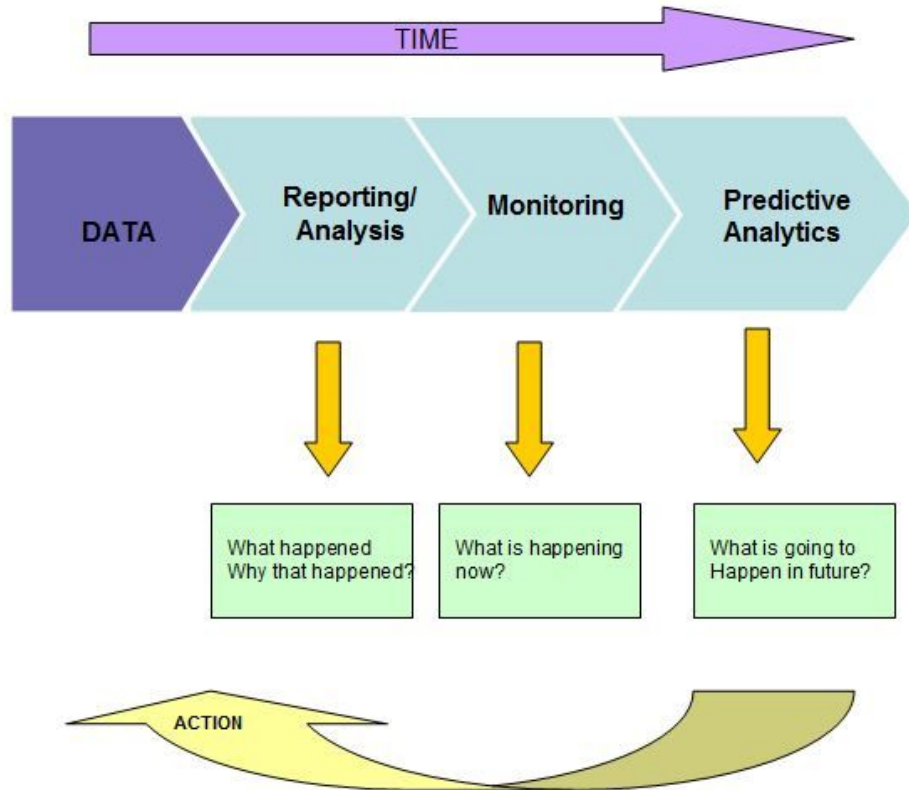 TIME
DATA
Reporting/
Analysis
Monitoring
Predictive
Analytics
What happened
Why that happened?
What is happening
now?
What is going to
Happen in future?
ACTION